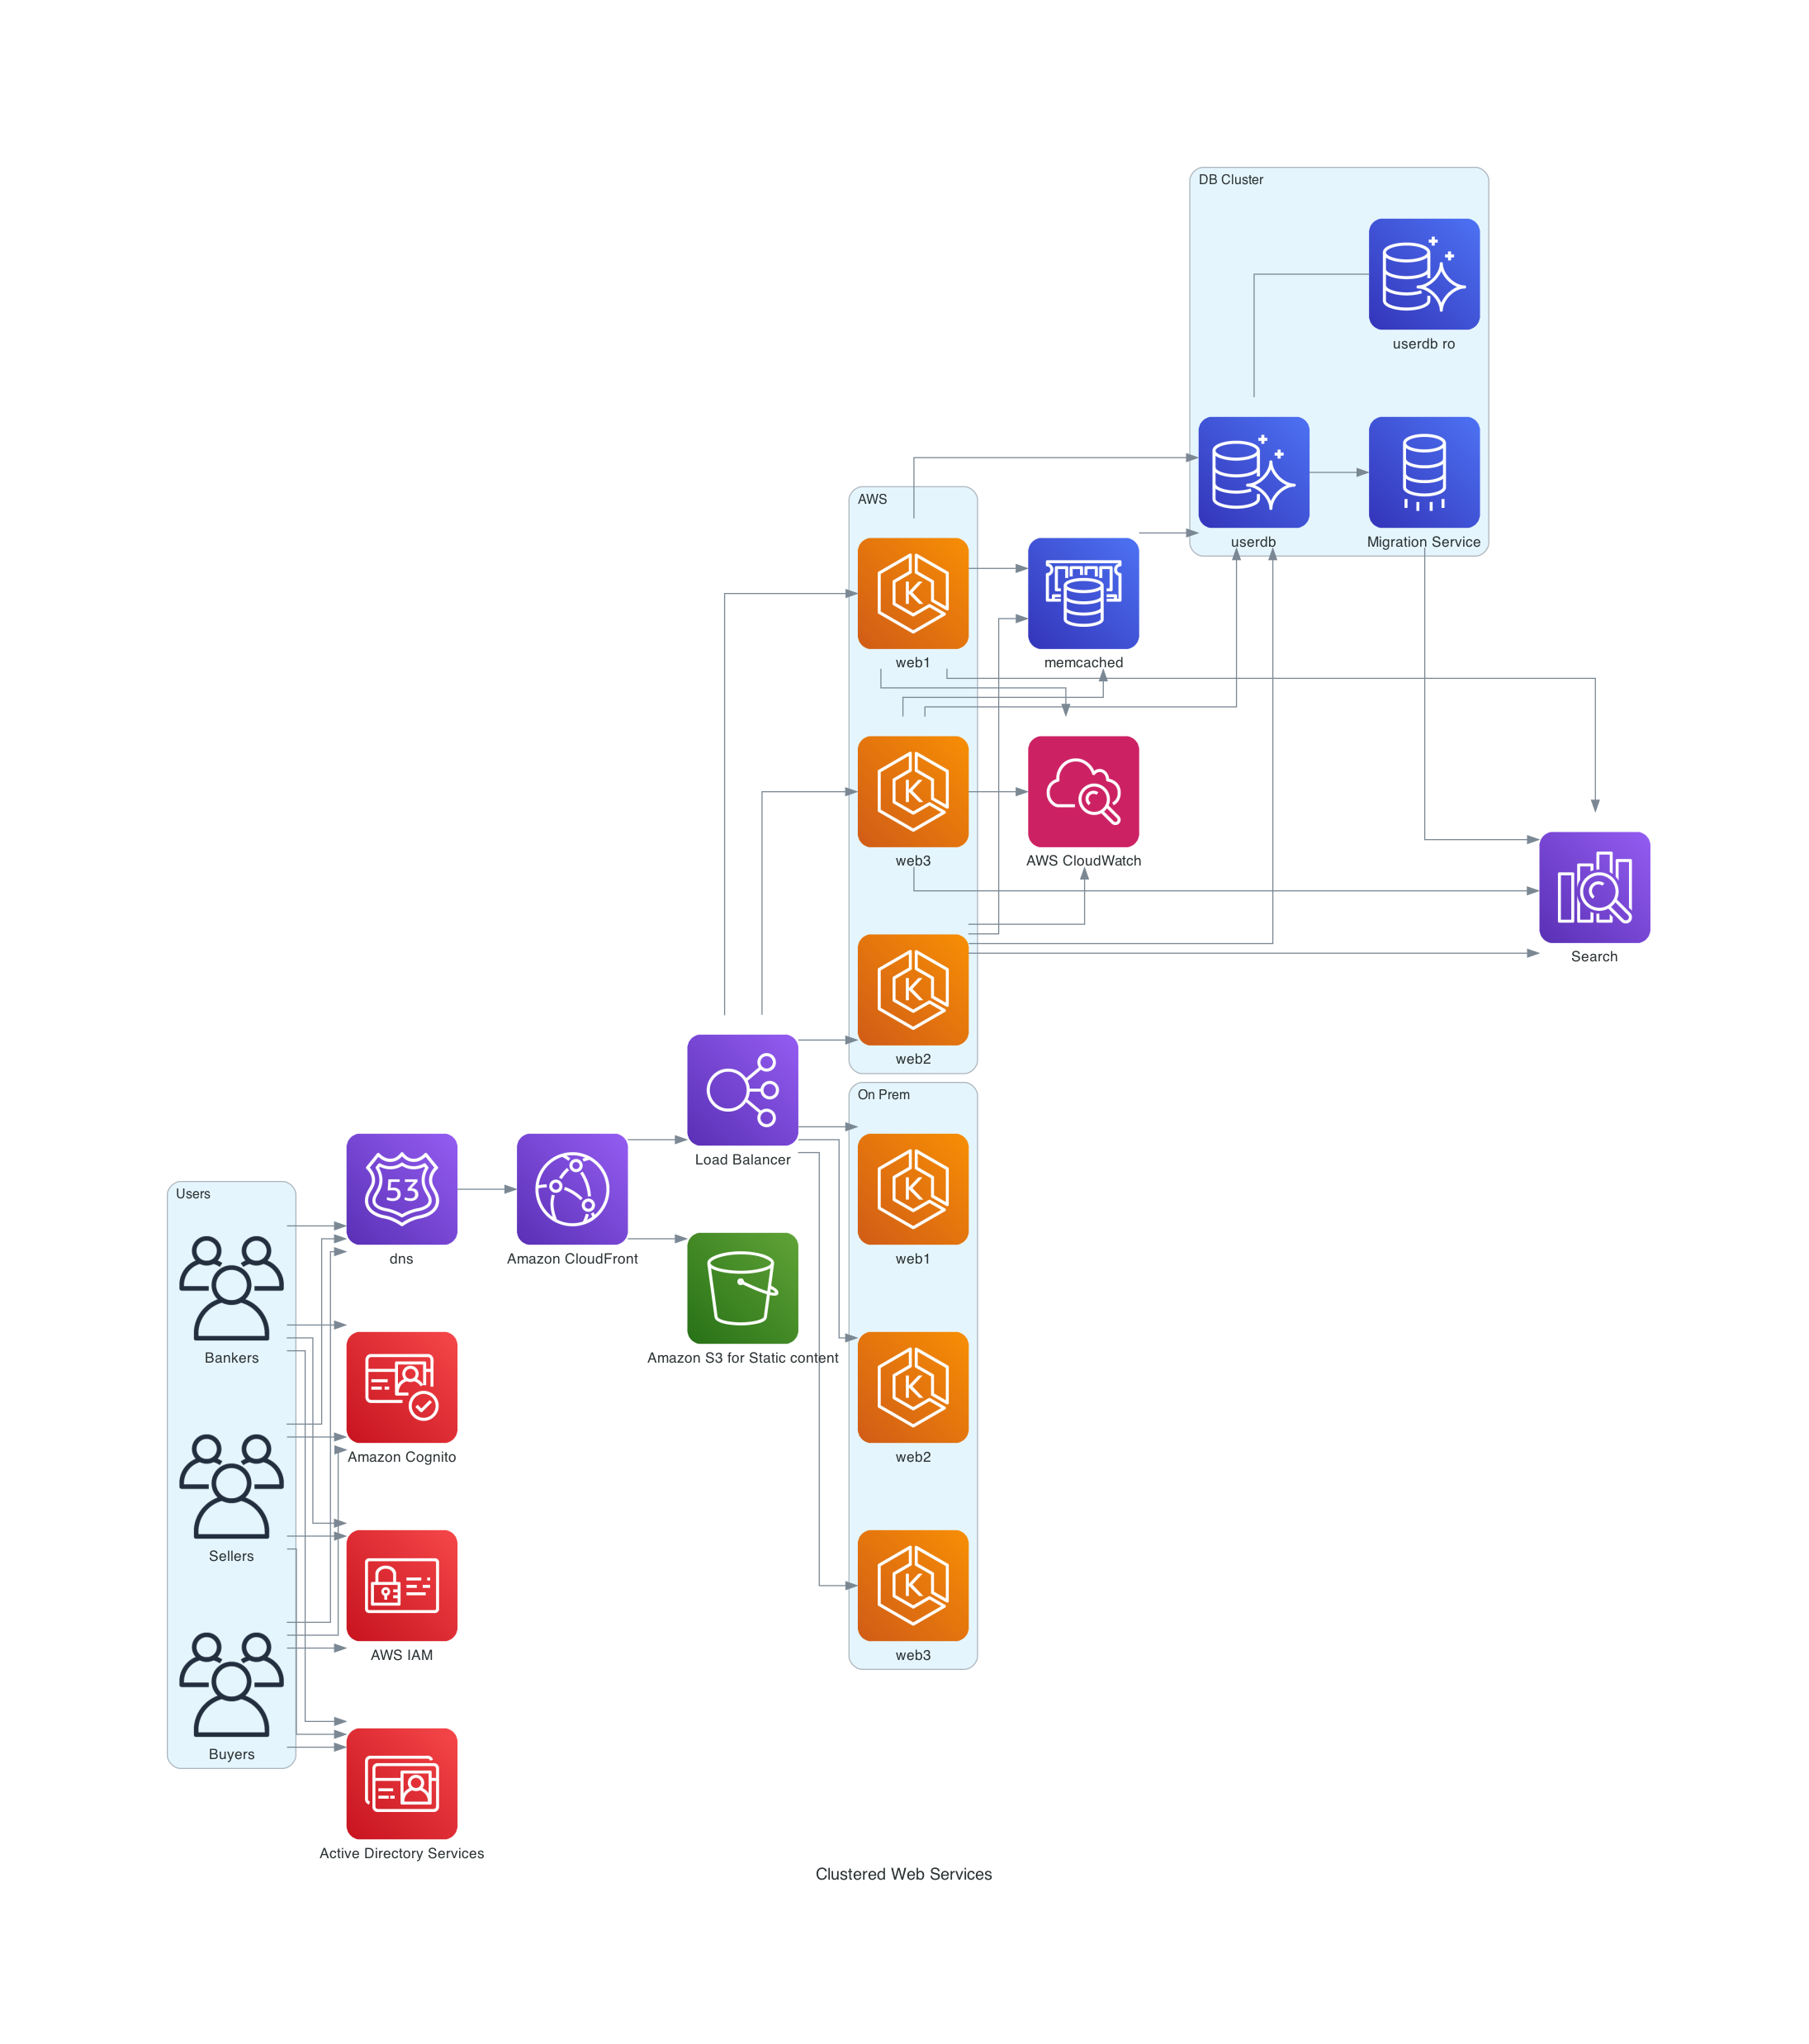 DB Cluster
userdb ro
userdb
Migration Service
AWS
web1
memcached
web3
AWS CloudWatch
Search
web2
On Prem
Load Balancer
Users
53
dns
Amazon CloudFront
web1
Bankers
Amazon S3 for Static content
Amazon Cognito
web2
Sellers
AWS IAM
web3
Buyers
Active Directory Services
Clustered Web Services
K
K
K
K
K
K